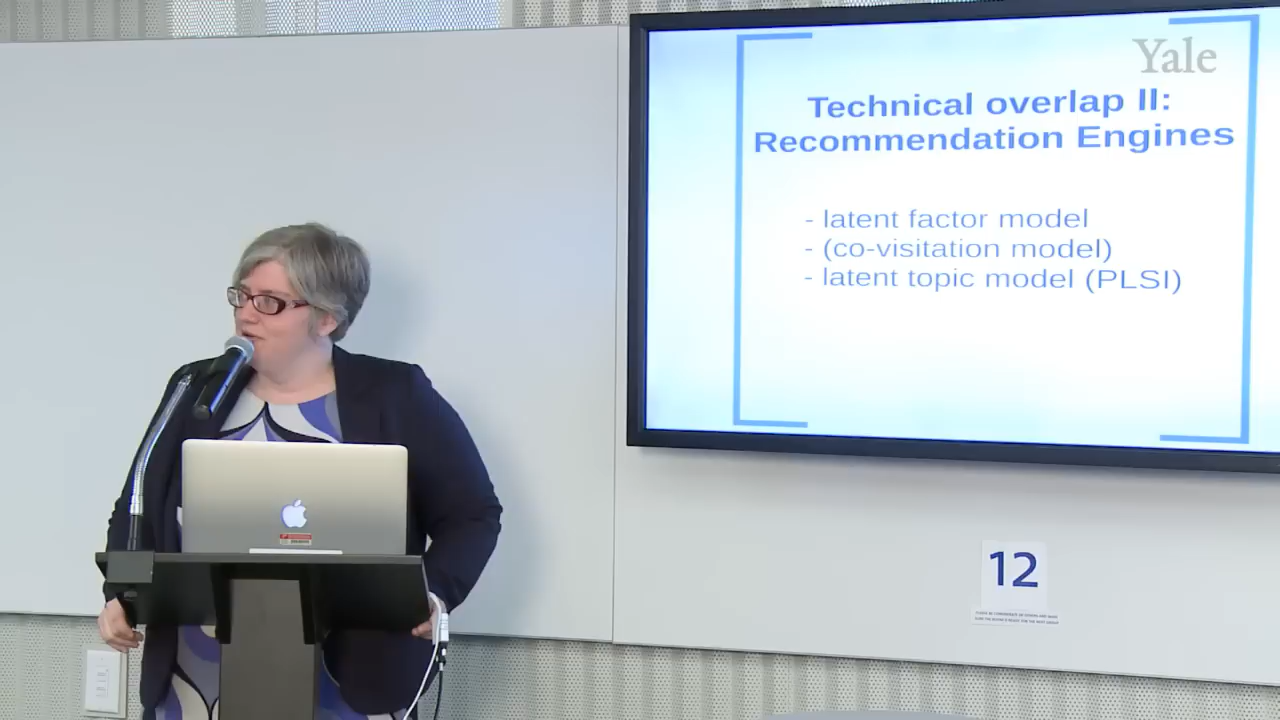 Yale
Technical overlap II:
Recommendation Engines
- latent factor model
- (co-visitation model)
- latent topic model (PLSI)
12